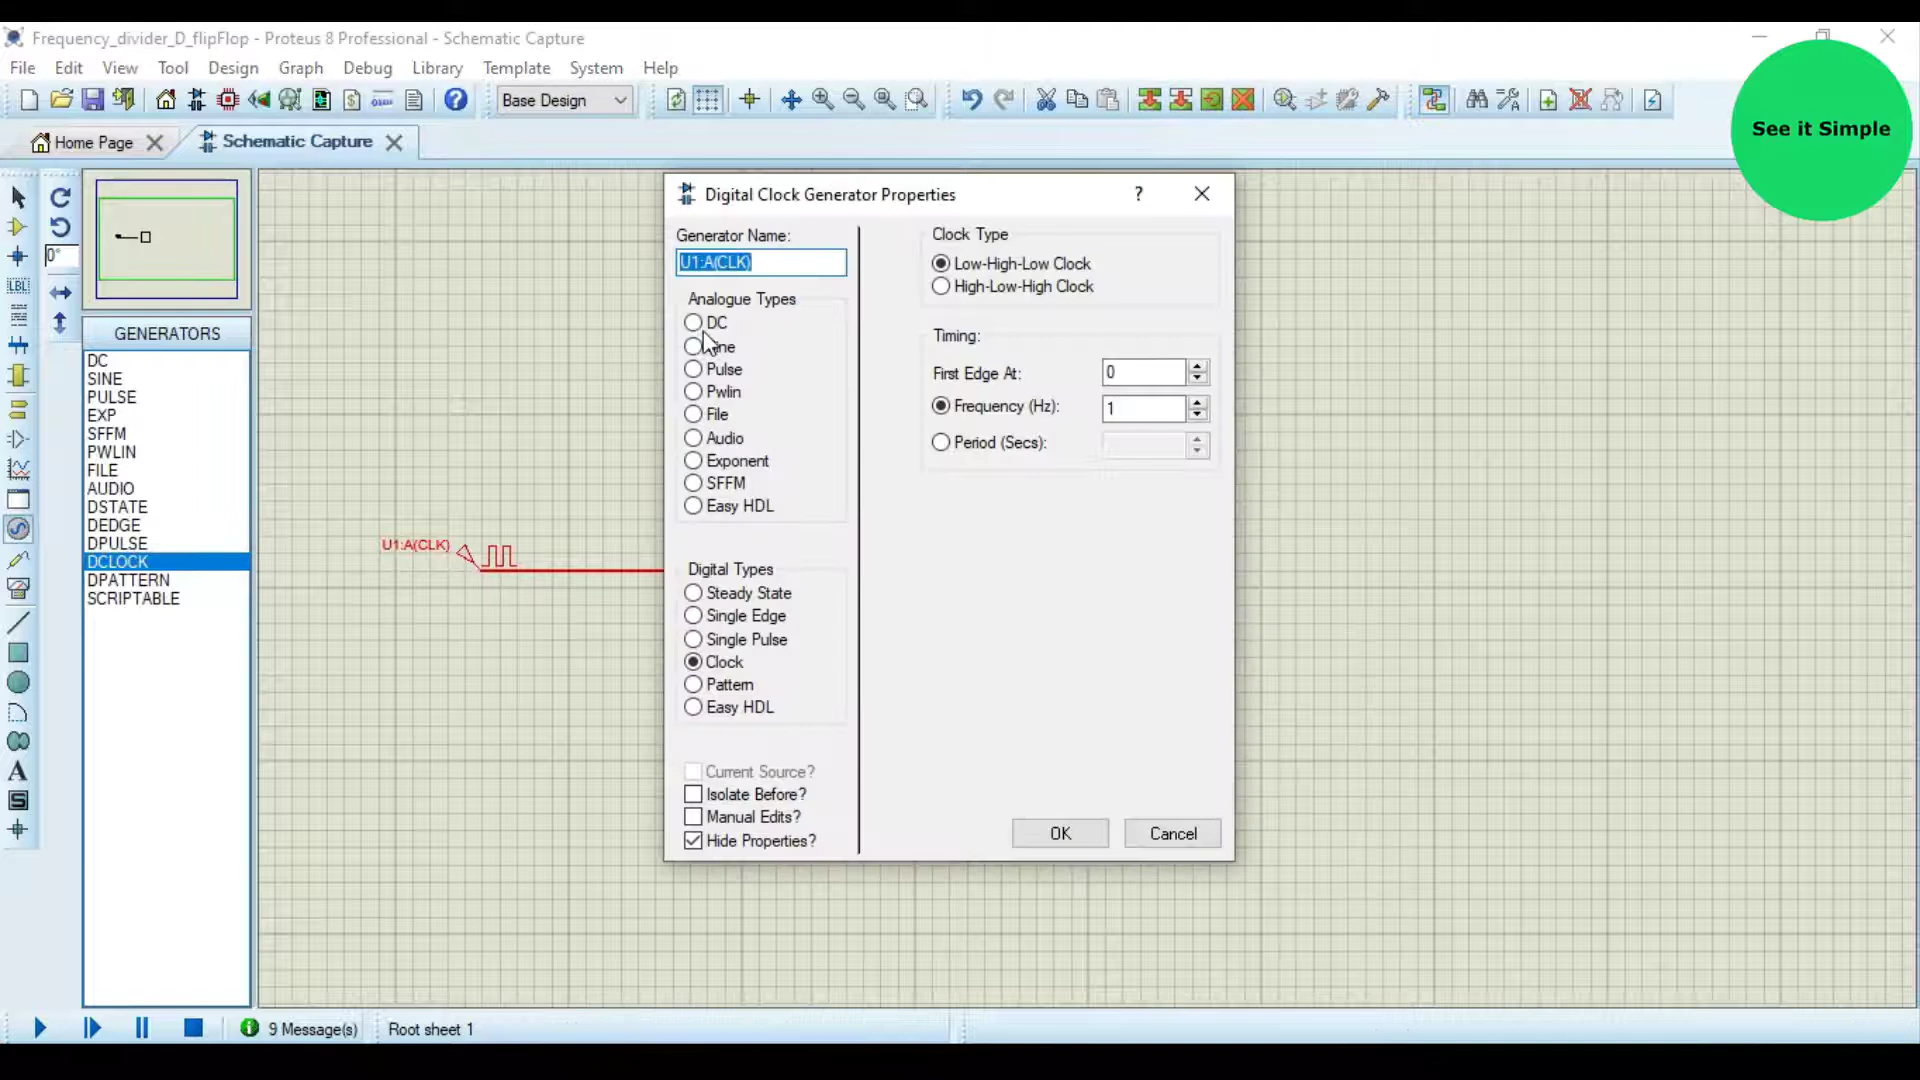 Frequency_divider_D_flipFlop - Proteus 8 Professional - Schematic Capture
File Edit View Tool Design Graph Debug Library Template System Help
Base Design
See it Simple
Home Page
Schematic Capture
0°
LBL
GENERATORS
DC
SINE
PULSE
EXP
SFFM
PWLIN
FILE
AUDIO
DSTATE
DEDGE
DPULSE
DCLOCK
DPATTERN
SCRIPTABLE
A
S
U1:A(CLK)
Digital Clock Generator Properties
?
Generator Name:
U1:A(CLK)
Analogue Types
DC
Pulse
Pwlin
File
Audio
Exponent
SFFM
Easy HDL
Digital Types
Steady State
Single Edge
Single Pulse
Clock
Pattern
Easy HDL
Current Source?
Isolate Before?
Manual Edits?
Hide Properties?
Clock Type
Low-High-Low Clock
High-Low-High Clock
Timing:
First Edge At: 0
Frequency (Hz): 1
Period (Secs):
OK Cancel
9 Message(s) Root sheet 1